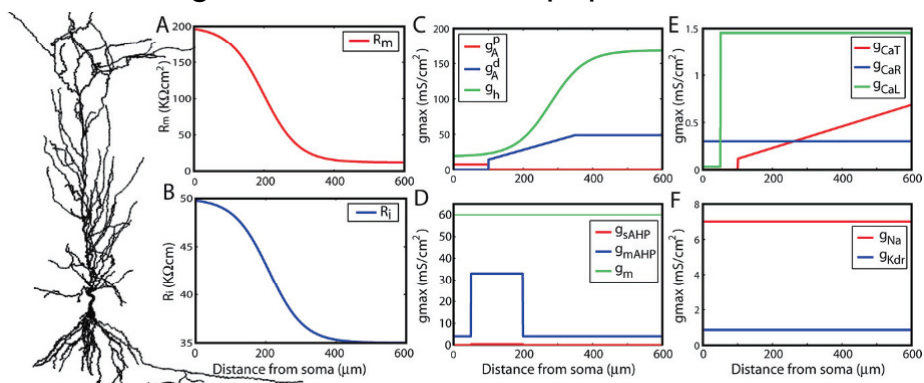 A
R_m (KΩcm²)
200
150
100
50
0
R_m
0 200 400 600
B
R_i (KΩcm)
50
45
40
35
R_i
0 200 400 600
Distance from soma (μm)
C
gmax (mS/cm²)
200
150
100
50
0
g_A^p
g_A^d
g_h
0 200 400 600
D
gmax (mS/cm²)
60
50
40
30
20
10
0
g_sAHP
g_mAHP
g_m
0 200 400 600
Distance from soma (μm)
E
gmax (mS/cm²)
1.5
1
0.5
0
g_CaT
g_CaR
g_CaL
200 400 600
F
gmax (mS/cm²)
8
6
4
2
0
g_Na
g_Kdr
0 200 400 600
Distance from soma (μm)